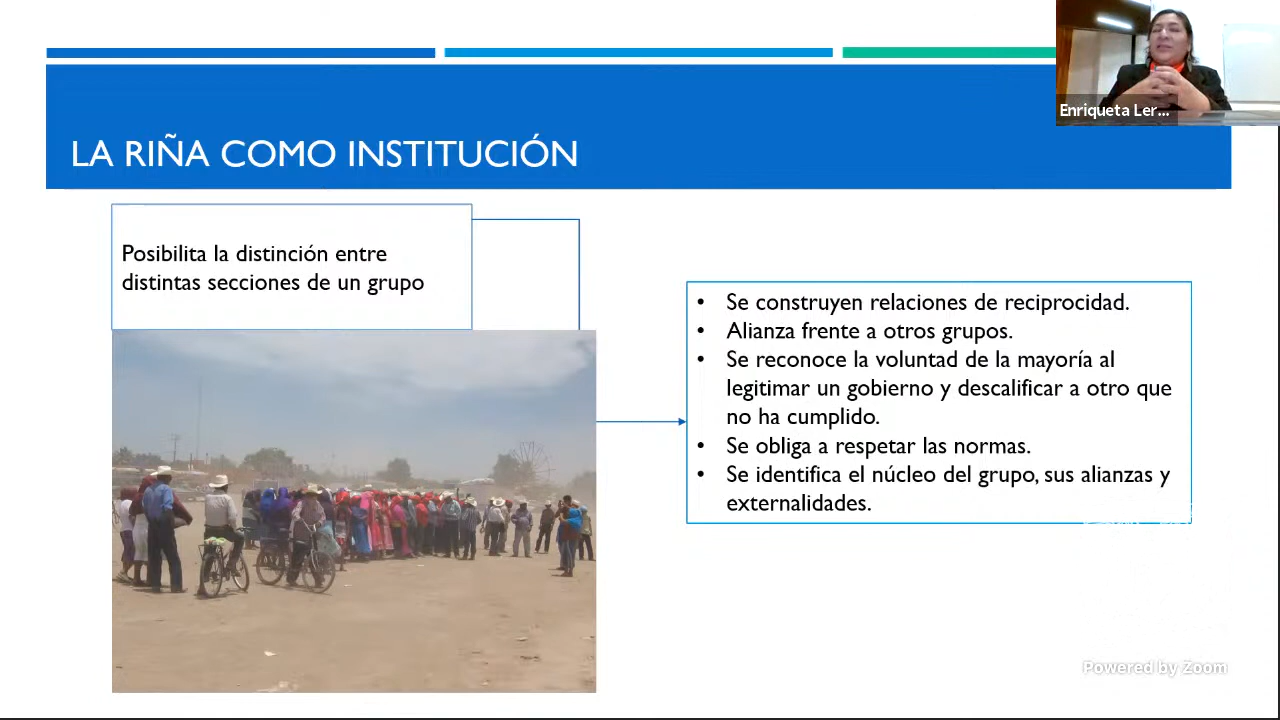 Enriqueta Ler...
LA RIÑA COMO INSTITUCIÓN
Posibilita la distinción entre
distintas secciones de un grupo
• Se construyen relaciones de reciprocidad.
• Alianza frente a otros grupos.
• Se reconoce la voluntad de la mayoría al
legitimar un gobierno y descalificar a otro que
no ha cumplido.
• Se obliga a respetar las normas.
• Se identifica el núcleo del grupo, sus alianzas y
externalidades.
Powered by Zoom